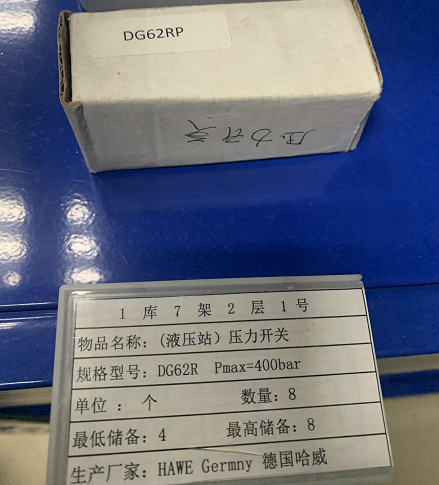 DG62RP
压力开关
1 库 7 架 2 层 1 号
物品名称：（液压站）压力开关
规格型号：DG62R Pmax=400bar
单位：个 数量：8
最低储备：4 最高储备：8
生产厂家：HAWE Germny 德国哈威